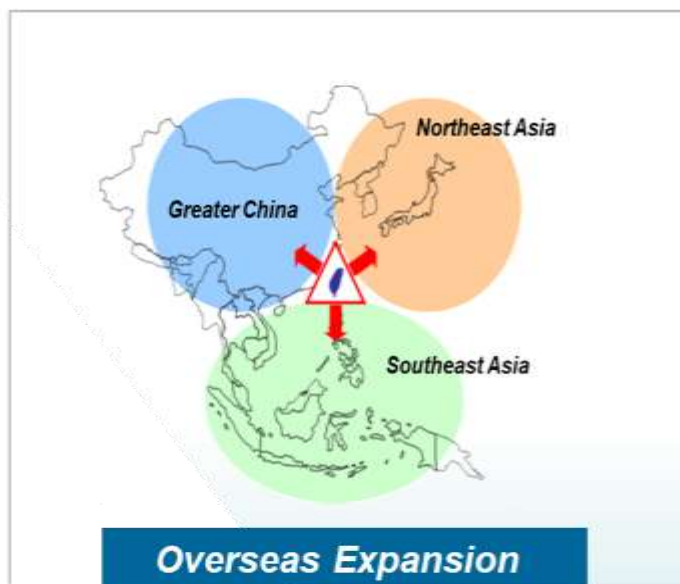 Northeast Asia
Greater China
Southeast Asia
Overseas Expansion